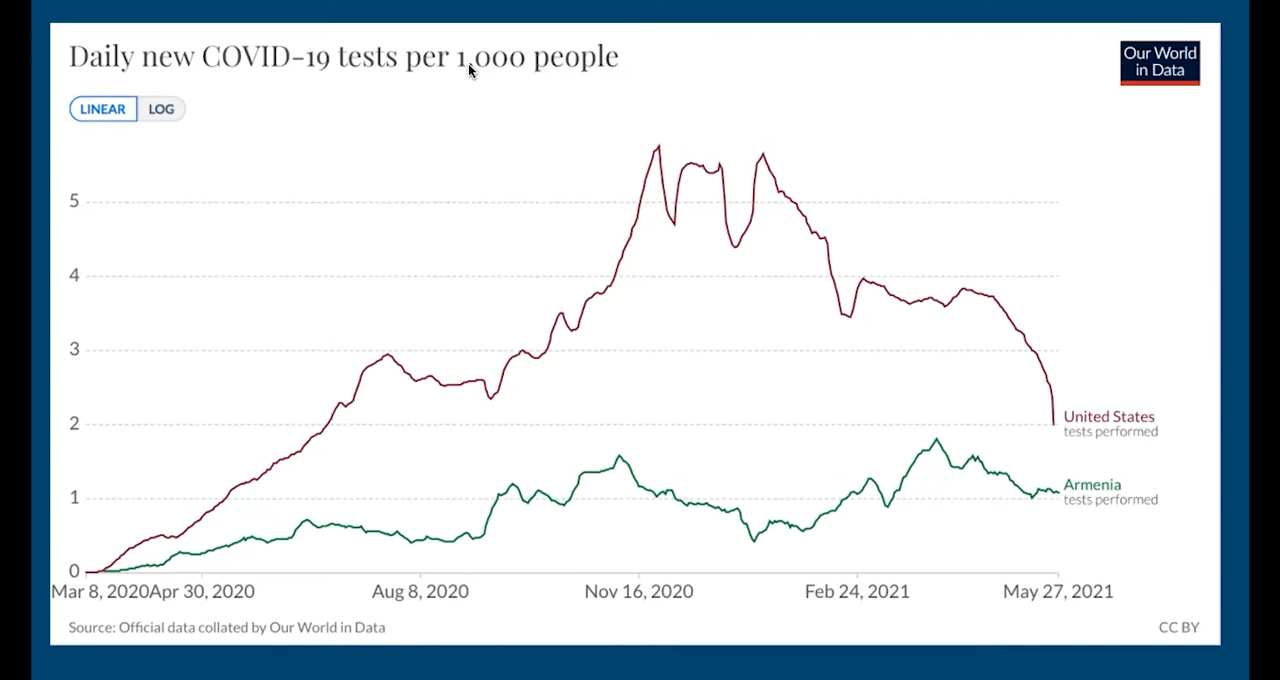 Daily new COVID-19 tests per 1,000 people
Our World
in Data
LINEAR LOG
5
4
3
2
1
0
United States
tests performed
Armenia
tests performed
Mar 8, 2020 Apr 30, 2020 Aug 8, 2020 Nov 16, 2020 Feb 24, 2021 May 27, 2021
Source: Official data collated by Our World in Data
CC BY